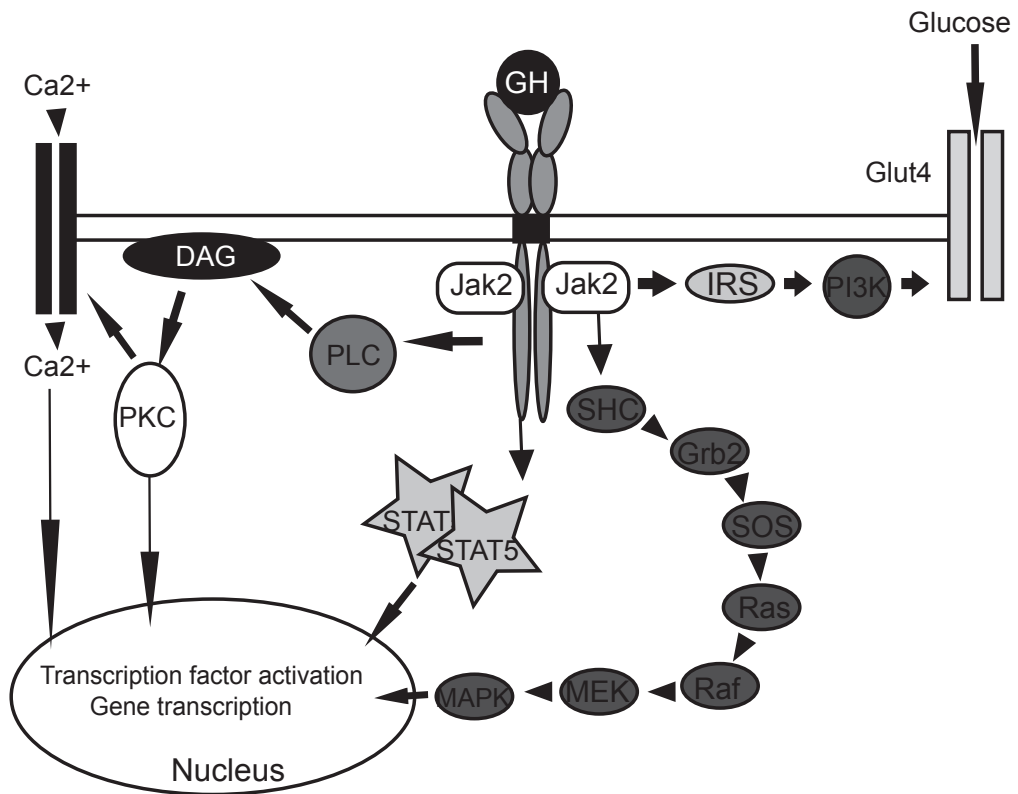 Glucose
GH
Ca2+
Glut4
DAG
Jak2
Jak2
IRS
PI3K
PLC
Ca2+
PKC
SHC
Grb2
STAT
STAT5
SOS
Ras
Transcription factor activation
Gene transcription
MAPK
MEK
Raf
Nucleus